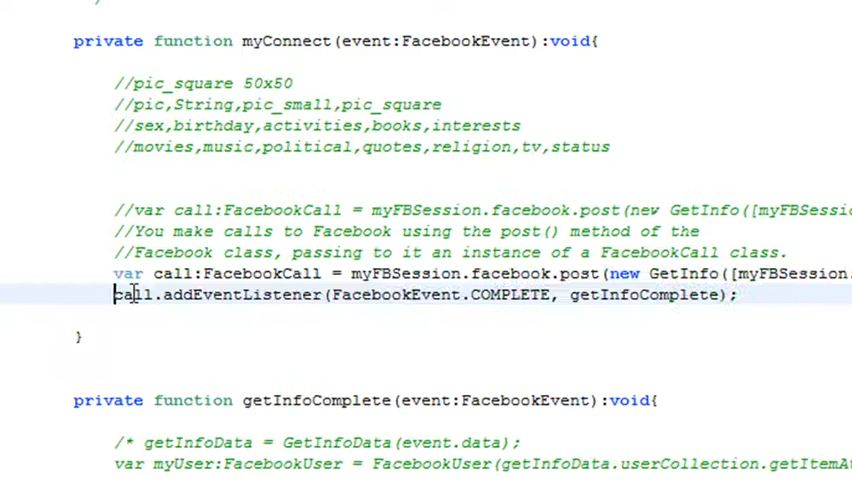 */
private function myConnect(event:FacebookEvent):void{
//pic_square 50x50
//pic,String,pic_small,pic_square
//sex,birthday,activities,books,interests
//movies,music,political,quotes,religion,tv,status
//var call:FacebookCall = myFBSession.facebook.post(new GetInfo([myFBSessi
//You make calls to Facebook using the post() method of the
//Facebook class, passing to it an instance of a FacebookCall class.
var call:FacebookCall = myFBSession.facebook.post(new GetInfo([myFBSession.
call.addEventListener(FacebookEvent.COMPLETE, getInfoComplete);
}
private function getInfoComplete(event:FacebookEvent):void{
/* getInfoData = GetInfoData(event.data);
var myUser:FacebookUser = FacebookUser(getInfoData.userCollection.getItemA